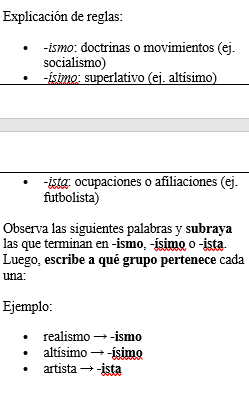 Explicación de reglas:
• -ismo: doctrinas o movimientos (ej.
socialismo)
• -ísimo: superlativo (ej. altísimo)
• -ista: ocupaciones o afiliaciones (ej.
futbolista)
Observa las siguientes palabras y subraya
las que terminan en -ismo, -ísimo o -ista.
Luego, escribe a qué grupo pertenece cada
una:
Ejemplo:
• realismo → -ismo
• altísimo → -ísimo
• artista → -ista